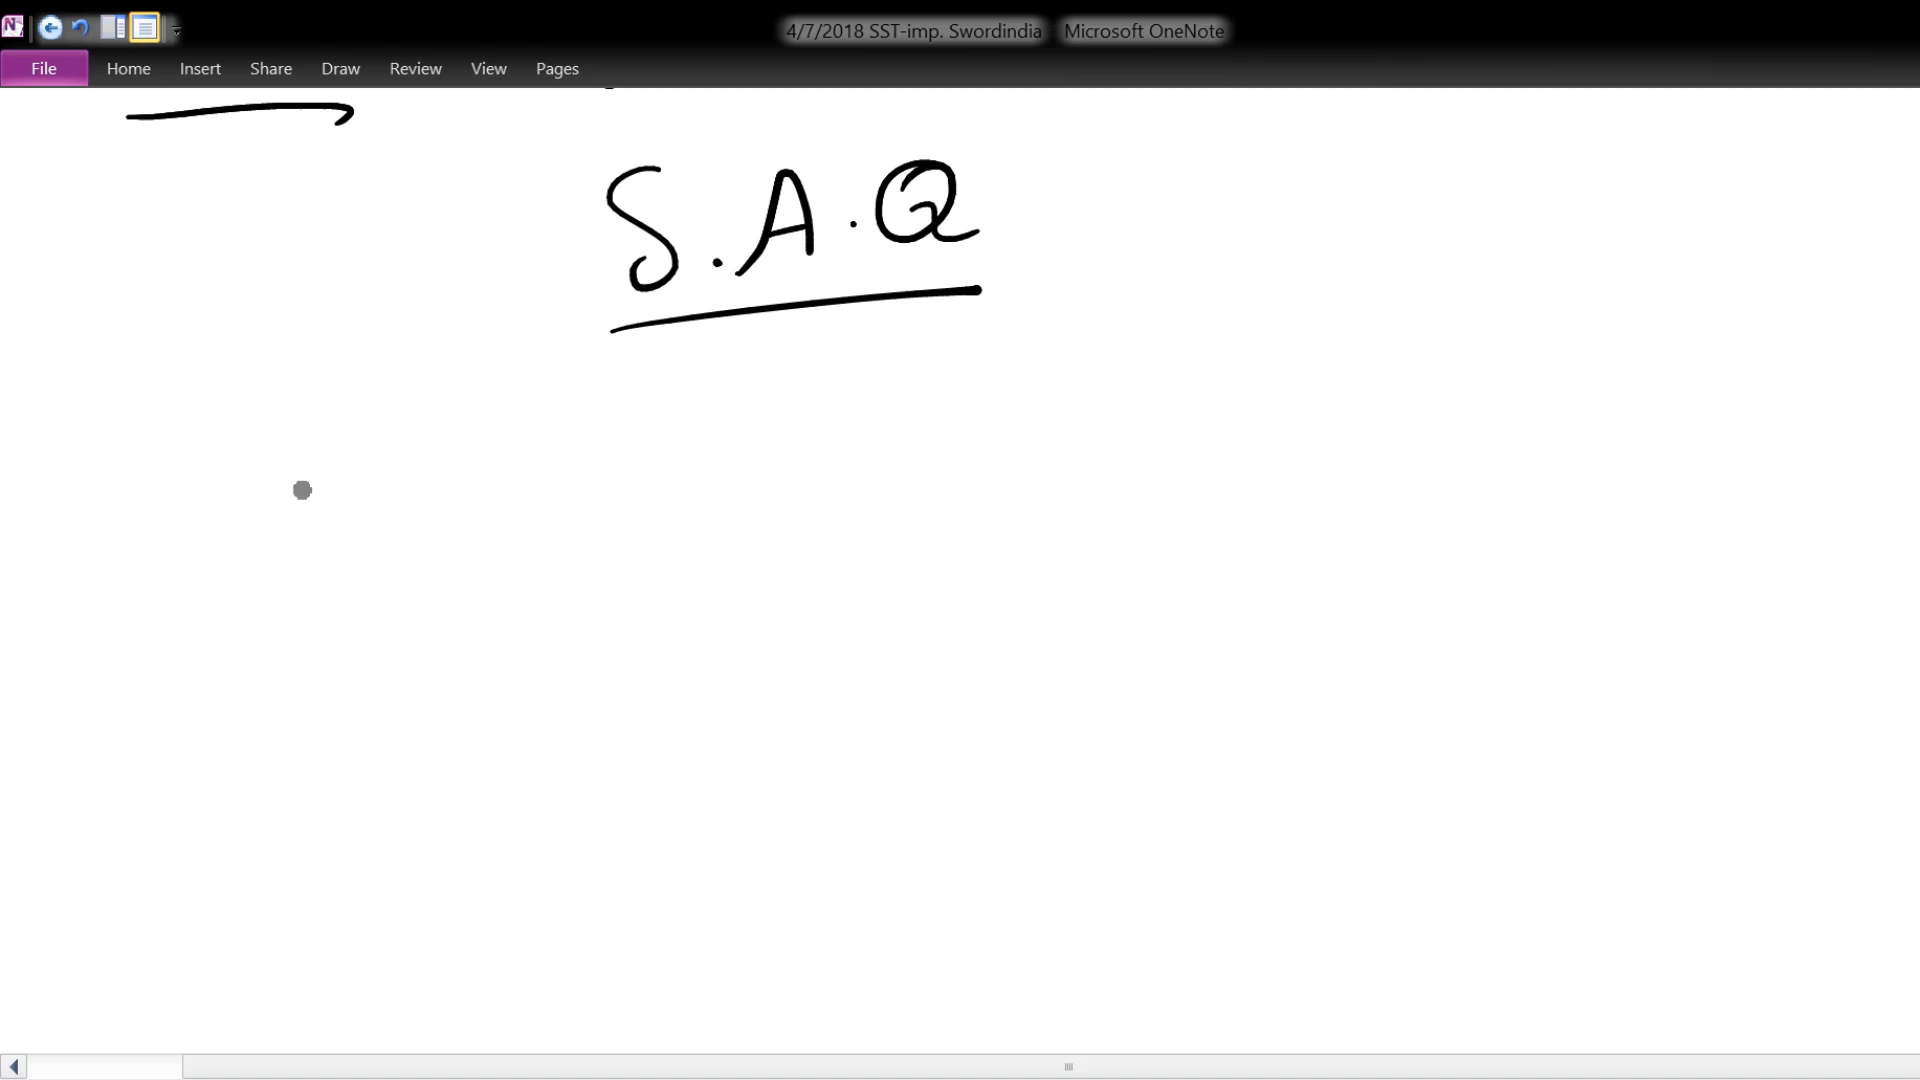 4/7/2018 SST-imp. Swordindia - Microsoft OneNote
File Home Insert Share Draw Review View Pages
S.A.Q